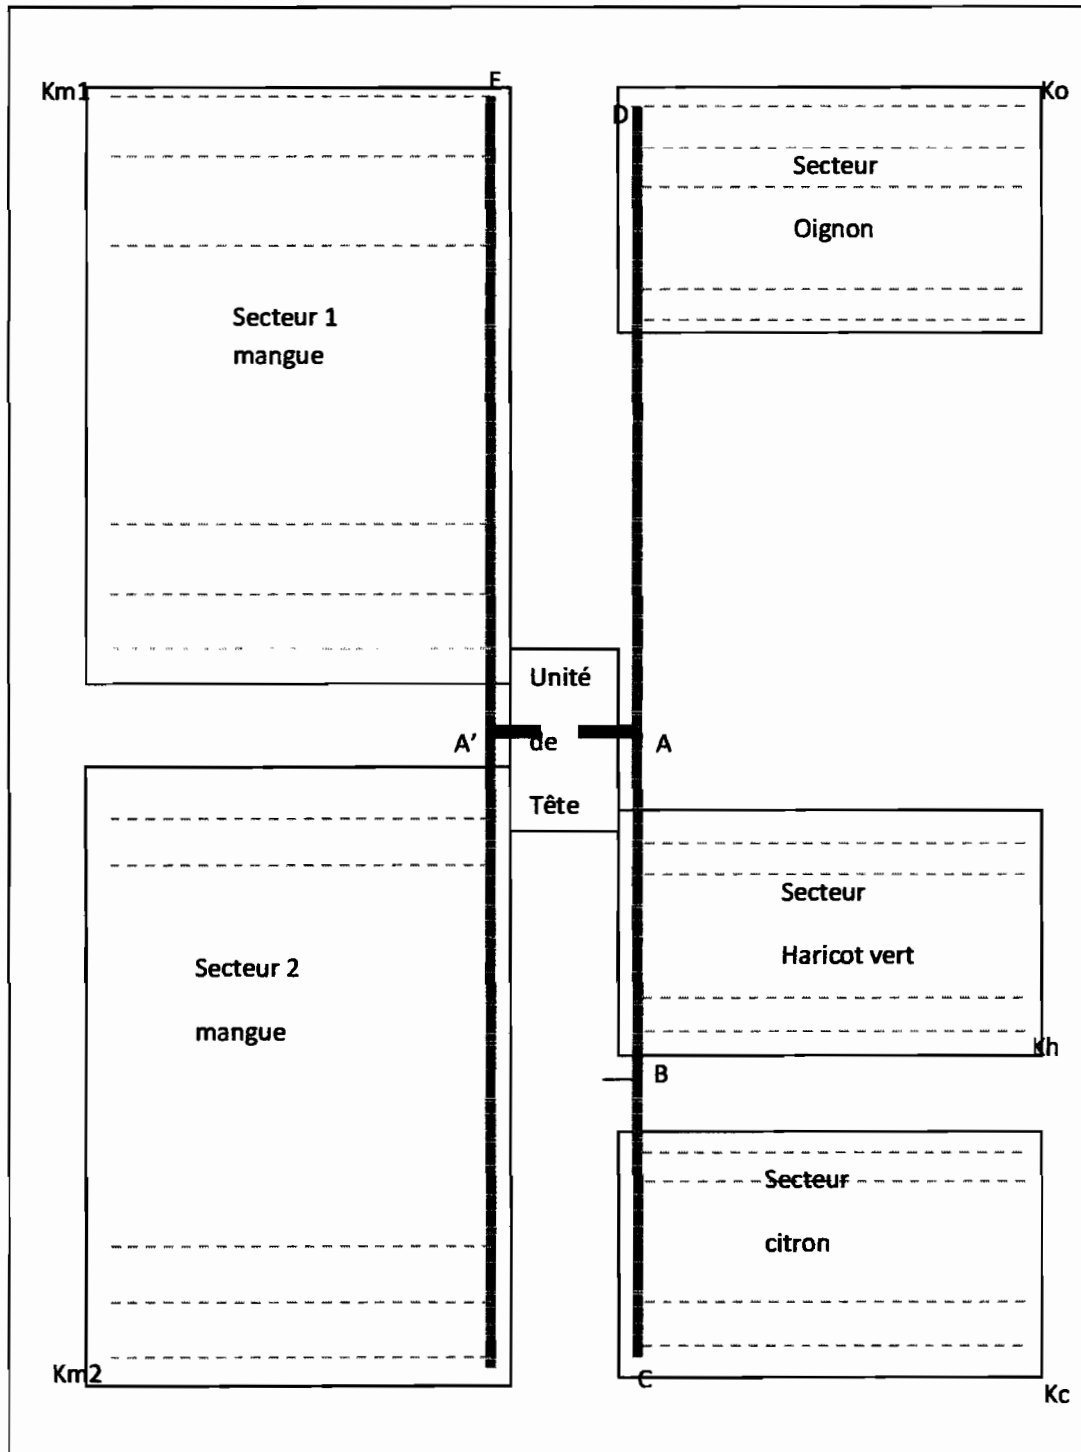 Km1
E
Ko
D
Secteur
Oignon
Secteur 1
mangue
Unité
A'
de
A
Tête
Secteur
Haricot vert
Secteur 2
mangue
Kh
B
Secteur
citron
Km2
C
Kc